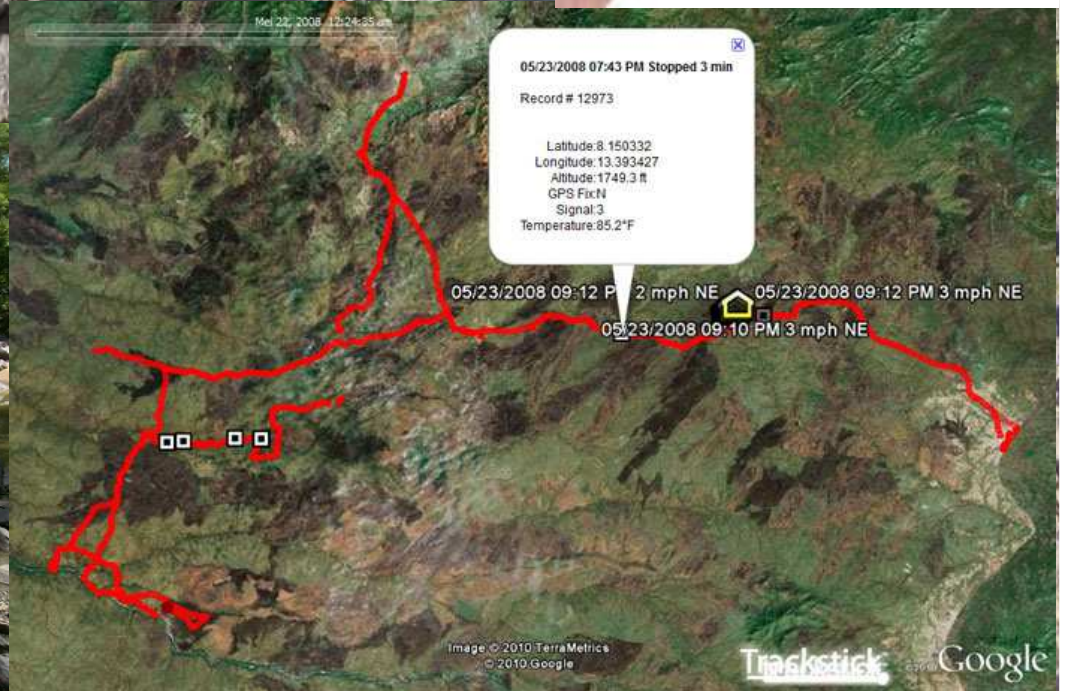 Mei 22, 2008 12:24:35 am
05/23/2008 07:43 PM Stopped 3 min
Record # 12973
Latitude:8.150332
Longitude:13.393427
Altitude:1749.3 ft
GPS Fix:N
Signal:3
Temperature:85.2°F
05/23/2008 09:12 P 2 mph NE
05/23/2008 09:12 PM 3 mph NE
05/23/2008 09:10 PM 3 mph NE
Image © 2010 TerraMetrics
© 2010 Google
Trackstick
©2010 Google